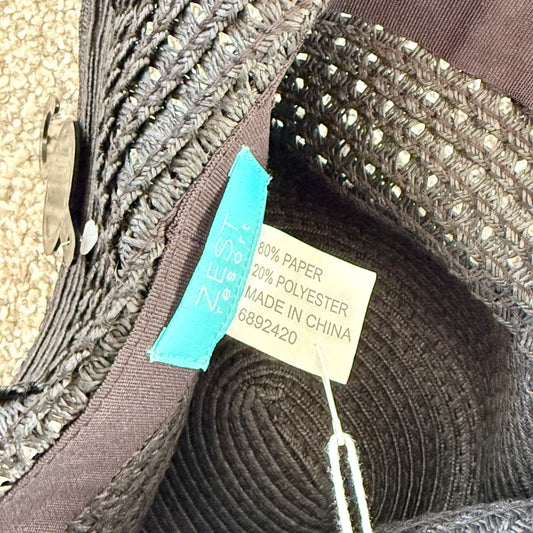 ZEST
resort
80% PAPER
20% POLYESTER
MADE IN CHINA
6892420